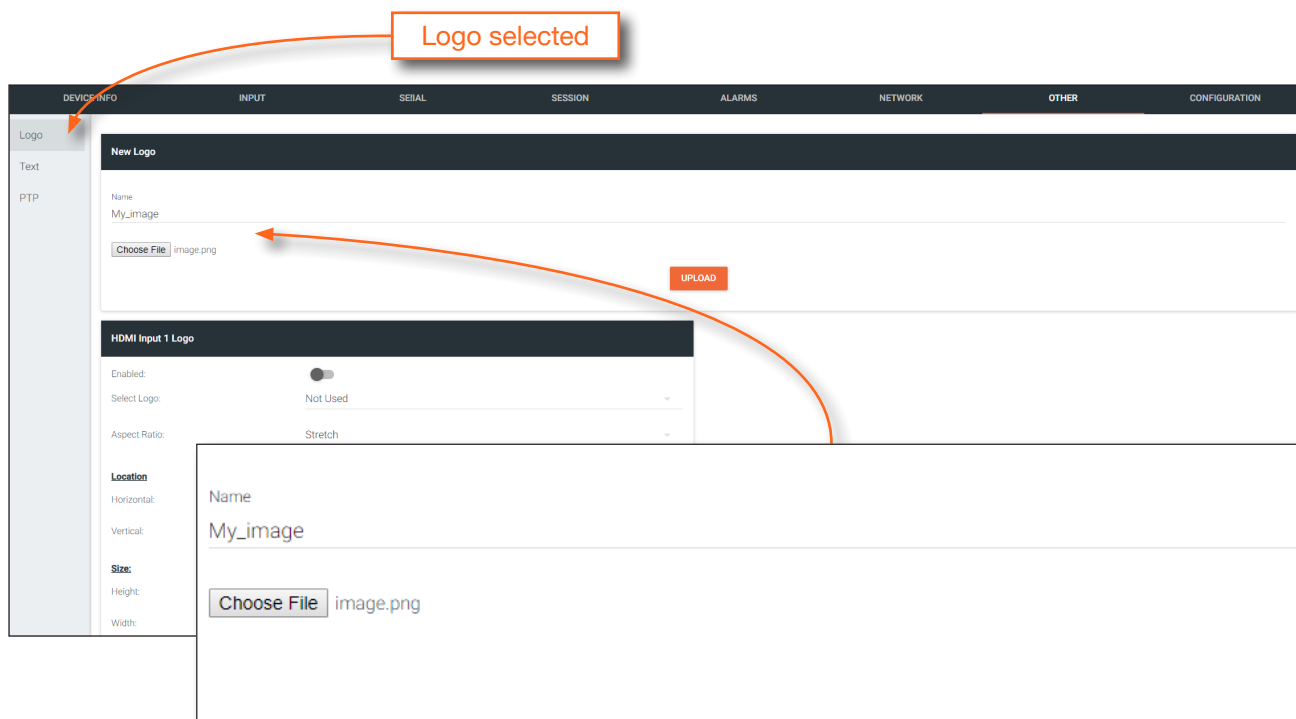 Logo selected
DEVICE INFO INPUT SEIIAL SESSION ALARMS NETWORK OTHER CONFIGURATION
Logo
Text
PTP
New Logo
Name
My_image
Choose File image.png
UPLOAD
HDMI Input 1 Logo
Enabled:
Select Logo: Not Used
Aspect Ratio: Stretch
Location
Horizontal:
Vertical:
Size:
Height:
Width:
Name
My_image
Choose File image.png